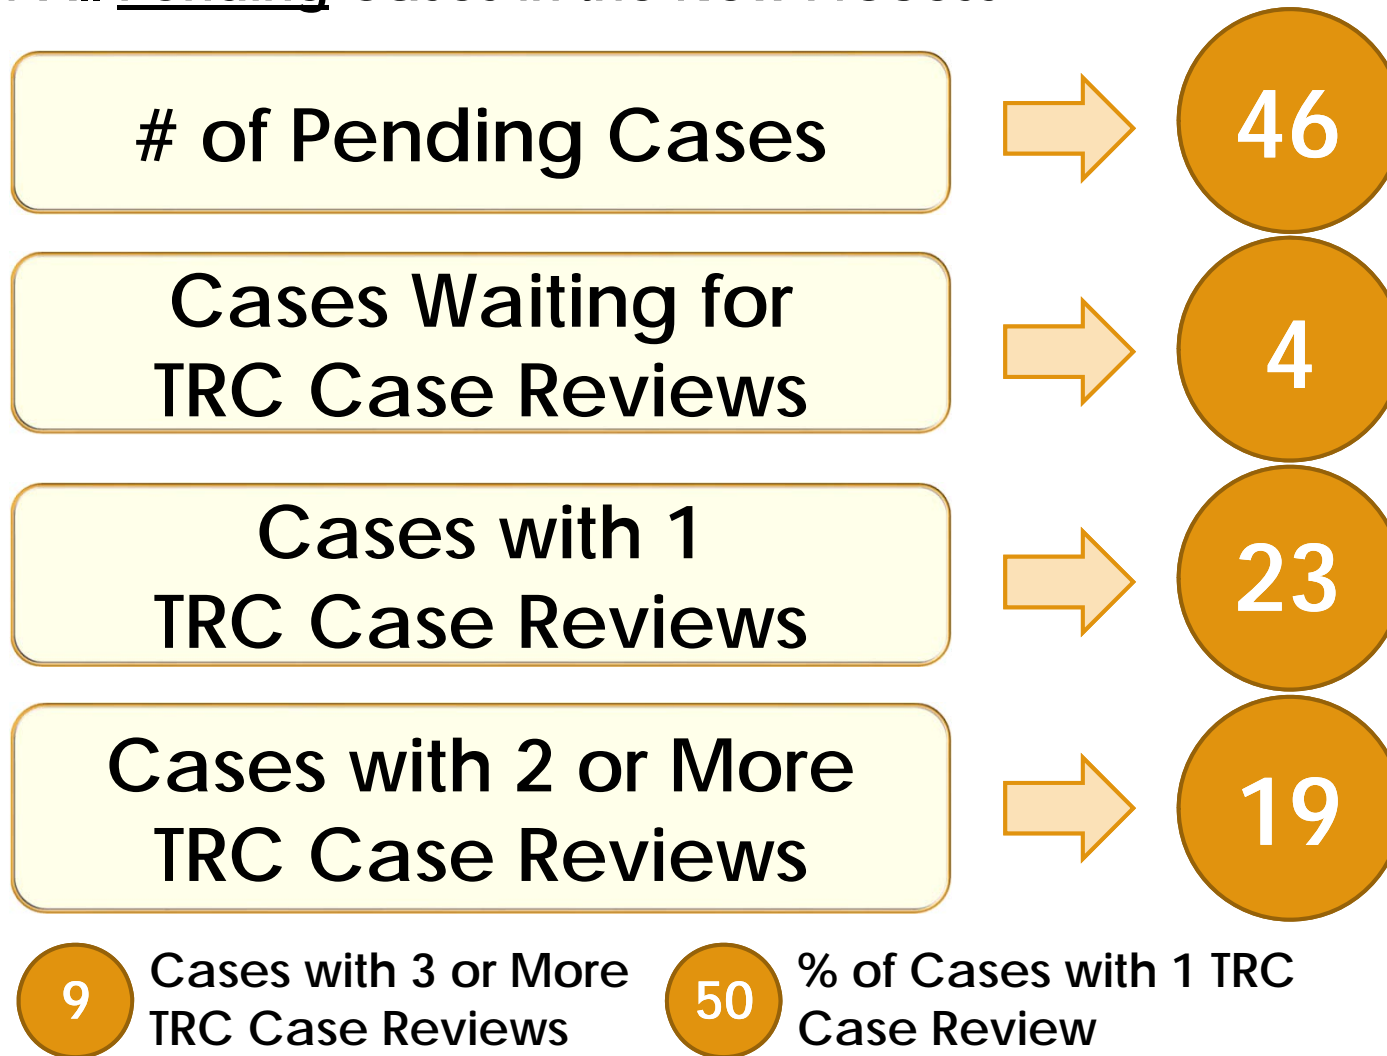 Pending
# of Pending Cases
46
Cases Waiting for
TRC Case Reviews
4
Cases with 1
TRC Case Reviews
23
Cases with 2 or More
TRC Case Reviews
19
9
Cases with 3 or More
TRC Case Reviews
50
% of Cases with 1 TRC
Case Review